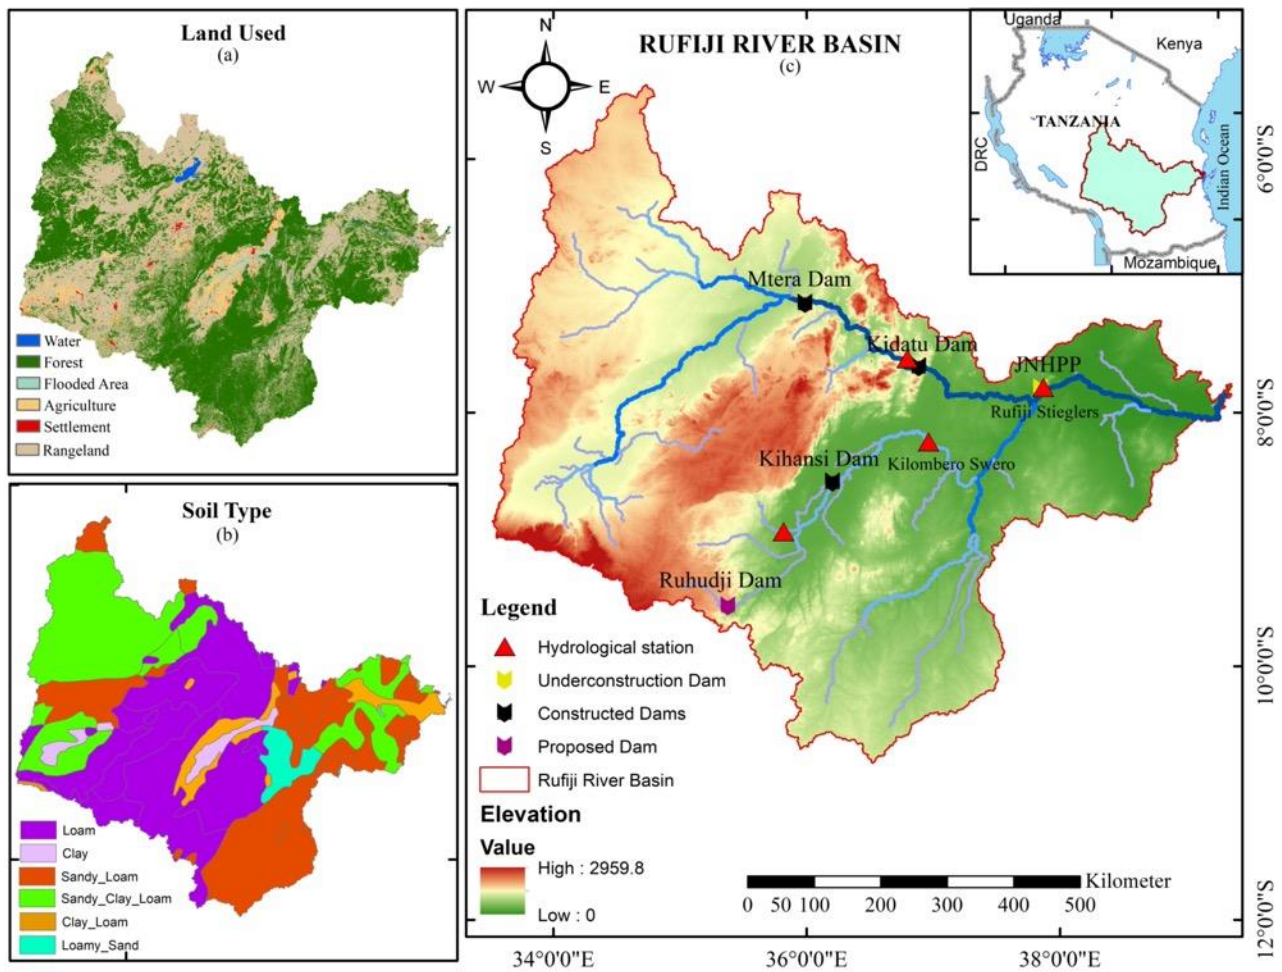 Land Used
(a)
Water
Forest
Flooded Area
Agriculture
Settlement
Rangeland
Soil Type
(b)
Loam
Clay
Sandy_Loam
Sandy_Clay_Loam
Clay_Loam
Loamy_Sand
RUFIJI RIVER BASIN
(c)
N
W
E
S
Uganda
Kenya
TANZANIA
DRC
Indian Ocean
Mozambique
Mtera Dam
Kidatu Dam
JNHPP
Rufiji Stieglers
Kihansi Dam
Kilombero Swero
Ruhudji Dam
Legend
Hydrological station
Underconstruction Dam
Constructed Dams
Proposed Dam
Rufiji River Basin
Elevation
Value
High : 2959.8
Low : 0
Kilometer
0 50 100 200 300 400 500
6°0'0"S
8°0'0"S
10°0'0"S
12°0'0"S
34°0'0"E
36°0'0"E
38°0'0"E